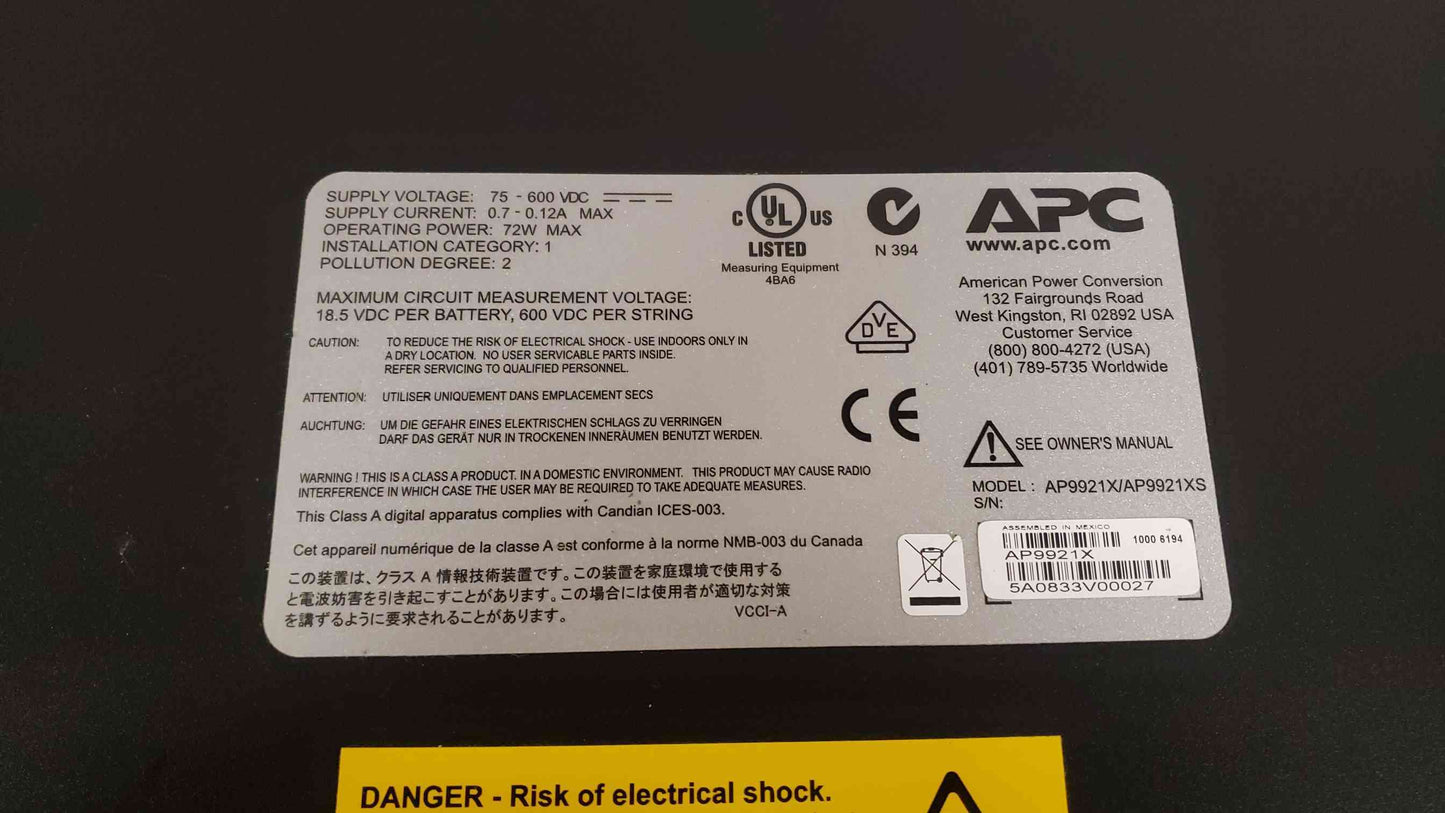 SUPPLY VOLTAGE: 75 - 600 VDC
SUPPLY CURRENT: 0.7 - 0.12A MAX
OPERATING POWER: 72W MAX
INSTALLATION CATEGORY: 1
POLLUTION DEGREE: 2
MAXIMUM CIRCUIT MEASUREMENT VOLTAGE:
18.5 VDC PER BATTERY, 600 VDC PER STRING
CAUTION: TO REDUCE THE RISK OF ELECTRICAL SHOCK - USE INDOORS ONLY IN
A DRY LOCATION. NO USER SERVICABLE PARTS INSIDE.
REFER SERVICING TO QUALIFIED PERSONNEL.
ATTENTION: UTILISER UNIQUEMENT DANS EMPLACEMENT SECS
AUCHTUNG: UM DIE GEFAHR EINES ELEKTRISCHEN SCHLAGS ZU VERRINGEN
DARF DAS GERÄT NUR IN TROCKENEN INNERÄUMEN BENUTZT WERDEN.
WARNING ! THIS IS A CLASS A PRODUCT. IN A DOMESTIC ENVIRONMENT. THIS PRODUCT MAY CAUSE RADIO
INTERFERENCE IN WHICH CASE THE USER MAY BE REQUIRED TO TAKE ADEQUATE MEASURES.
This Class A digital apparatus complies with Candian ICES-003.
Cet appareil numérique de la classe A est conforme à la norme NMB-003 du Canada
この装置は、クラス A 情報技術装置です。この装置を家庭環境で使用する
と電波妨害を引き起こすことがあります。この場合には使用者が適切な対策
を講ずるように要求されることがあります。
VCCI-A
C UL US
LISTED
Measuring Equipment
4BA6
N 394
DVE
CE
APC
www.apc.com
American Power Conversion
132 Fairgrounds Road
West Kingston, RI 02892 USA
Customer Service
(800) 800-4272 (USA)
(401) 789-5735 Worldwide
SEE OWNER'S MANUAL
MODEL : AP9921X/AP9921XS
S/N:
ASSEMBLED IN MEXICO
1000 6194
AP9921X
5A0833V00027
DANGER - Risk of electrical shock.